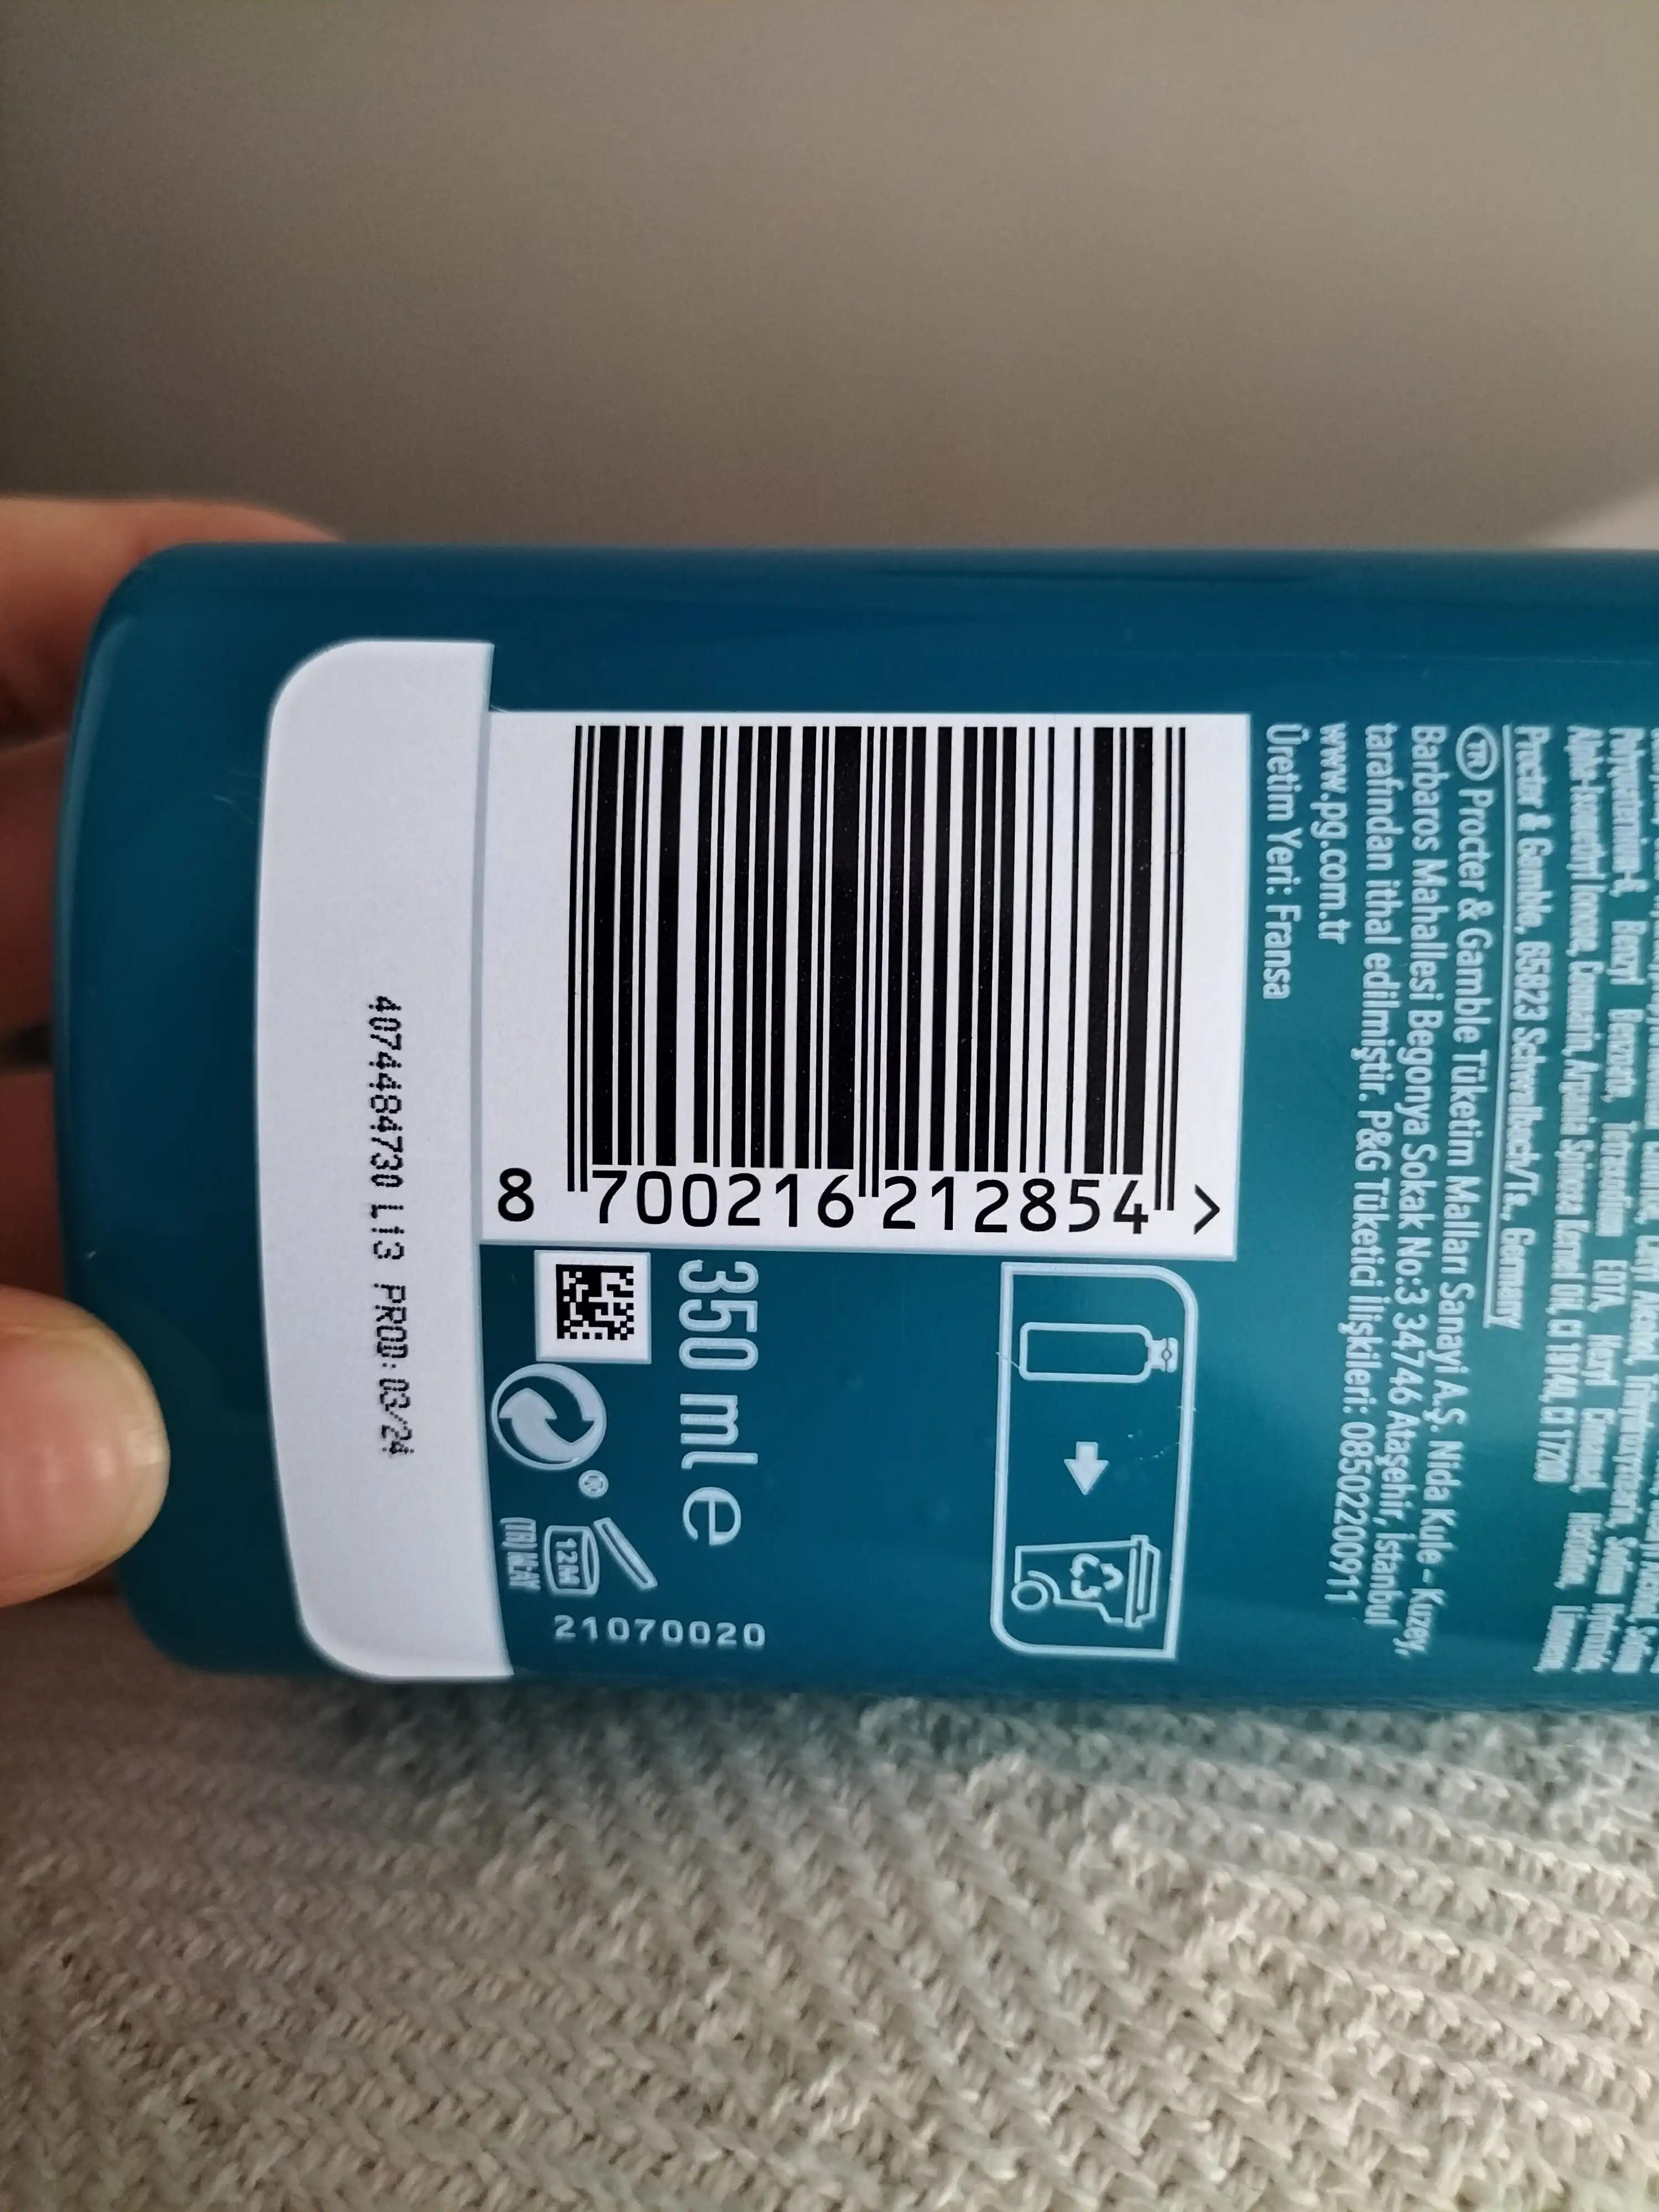 Procter & Gamble, 65823 Schwalbach/Ts., Germany
TR Procter & Gamble Tüketim Malları Sanayi A.Ş. Nida Kule - Kuzey,
Barbaros Mahallesi Begonya Sokak No:3 34746 Ataşehir, İstanbul
tarafından ithal edilmiştir. P&G Tüketici İlişkileri: 08502200911
www.pg.com.tr
Üretim Yeri: Fransa
8 700216 212854 >
350 ml e
12M
(TR) 12AY
21070020
4074484730 L13 PROD: 03/24